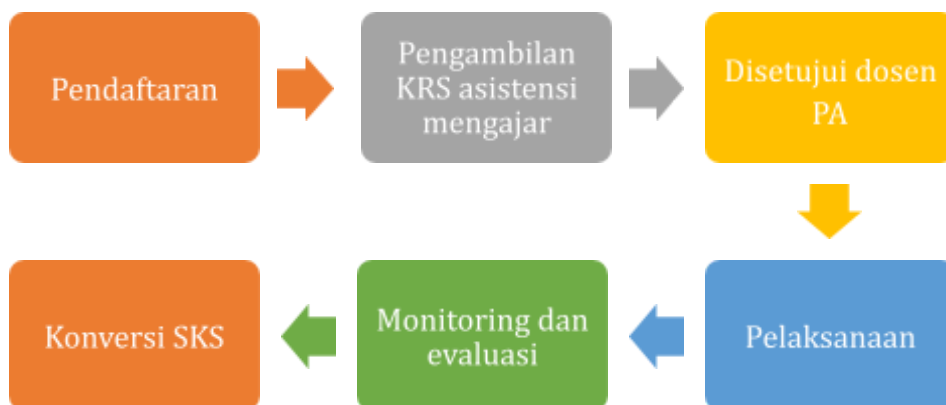 Pendaftaran
Pengambilan
KRS asistensi
mengajar
Disetujui dosen
PA
Pelaksanaan
Monitoring dan
evaluasi
Konversi SKS